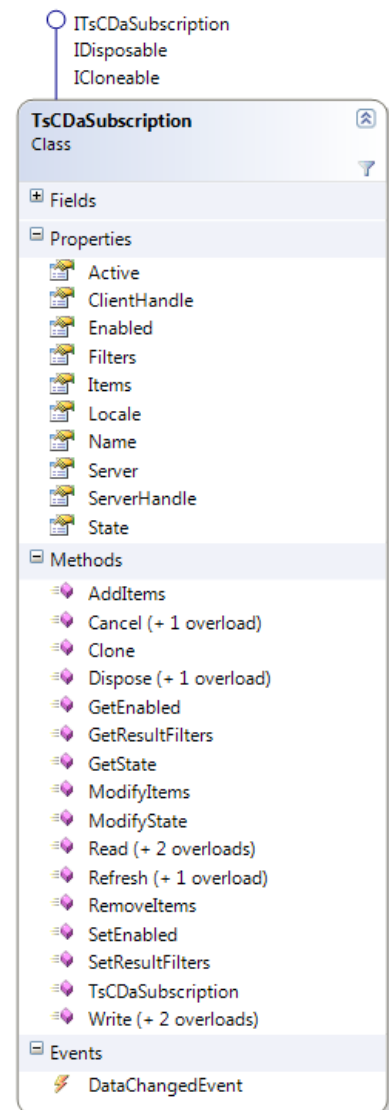 ITsCDaSubscription
IDisposable
ICloneable
TsCDaSubscription
Class
Fields
Properties
Active
ClientHandle
Enabled
Filters
Items
Locale
Name
Server
ServerHandle
State
Methods
AddItems
Cancel (+ 1 overload)
Clone
Dispose (+ 1 overload)
GetEnabled
GetResultFilters
GetState
ModifyItems
ModifyState
Read (+ 2 overloads)
Refresh (+ 1 overload)
RemoveItems
SetEnabled
SetResultFilters
TsCDaSubscription
Write (+ 2 overloads)
Events
DataChangedEvent